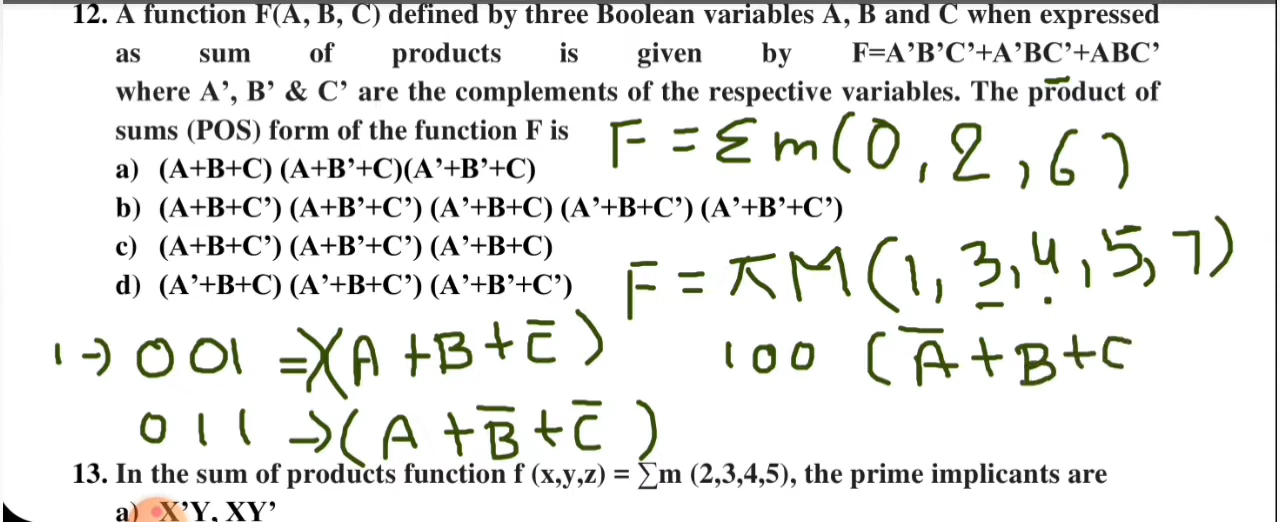 12. A function F(A, B, C) defined by three Boolean variables A, B and C when expressed
as sum of products is given by F=A’B’C’+A’BC’+ABC’
where A’, B’ & C’ are the complements of the respective variables. The product of
sums (POS) form of the function F is
F = Σm(0,2,6)
a) (A+B+C) (A+B’+C)(A’+B’+C)
b) (A+B+C’) (A+B’+C’) (A’+B+C) (A’+B+C’) (A’+B’+C’)
c) (A+B+C’) (A+B’+C’) (A’+B+C)
d) (A’+B+C) (A’+B+C’) (A’+B’+C’)
F = πM(1,3,4,5,7)
1→001 ⇒(A+B+C̅)
100 (A̅+B+C
011 →(A+B̅+C̅)
13. In the sum of products function f (x,y,z) = ∑m (2,3,4,5), the prime implicants are
a) X’Y, XY’